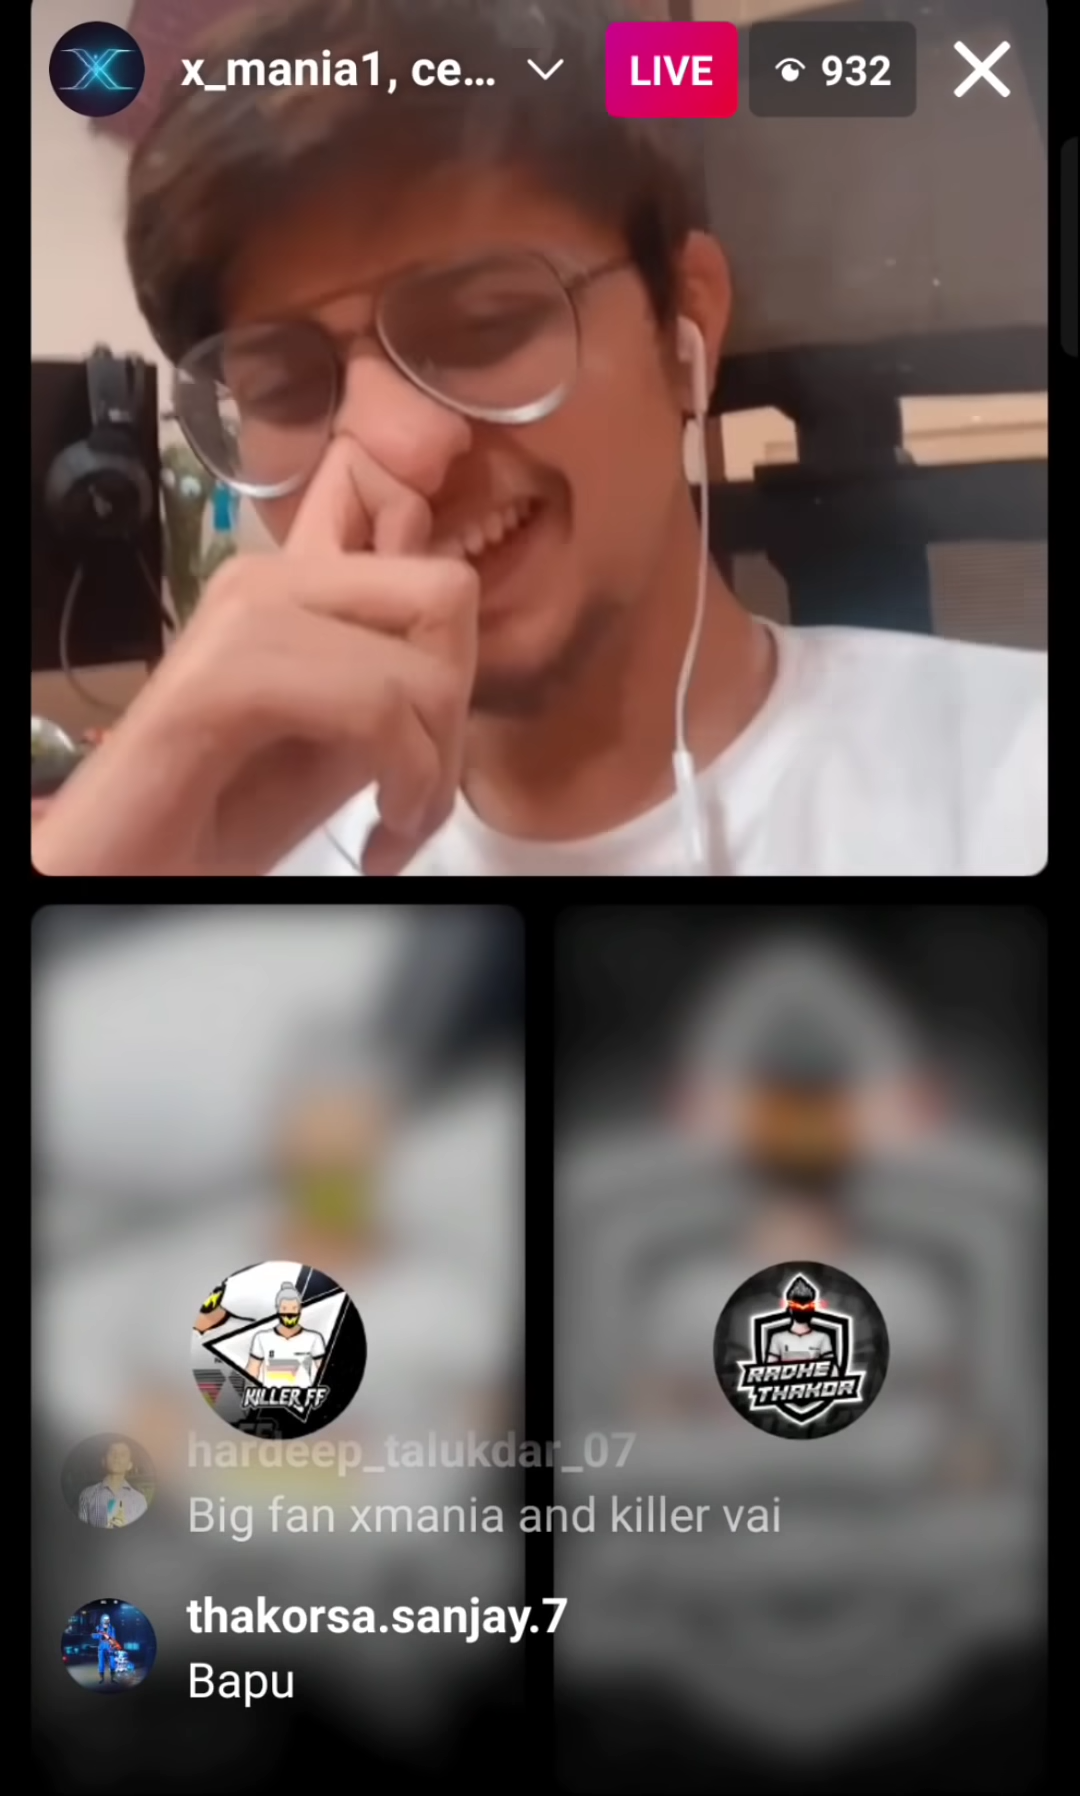 x_mania1, ce...
LIVE
932
KILLER FF
RADHE
THAKOR
hardeep_talukdar_07
Big fan xmania and killer vai
thakorsa.sanjay.7
Bapu